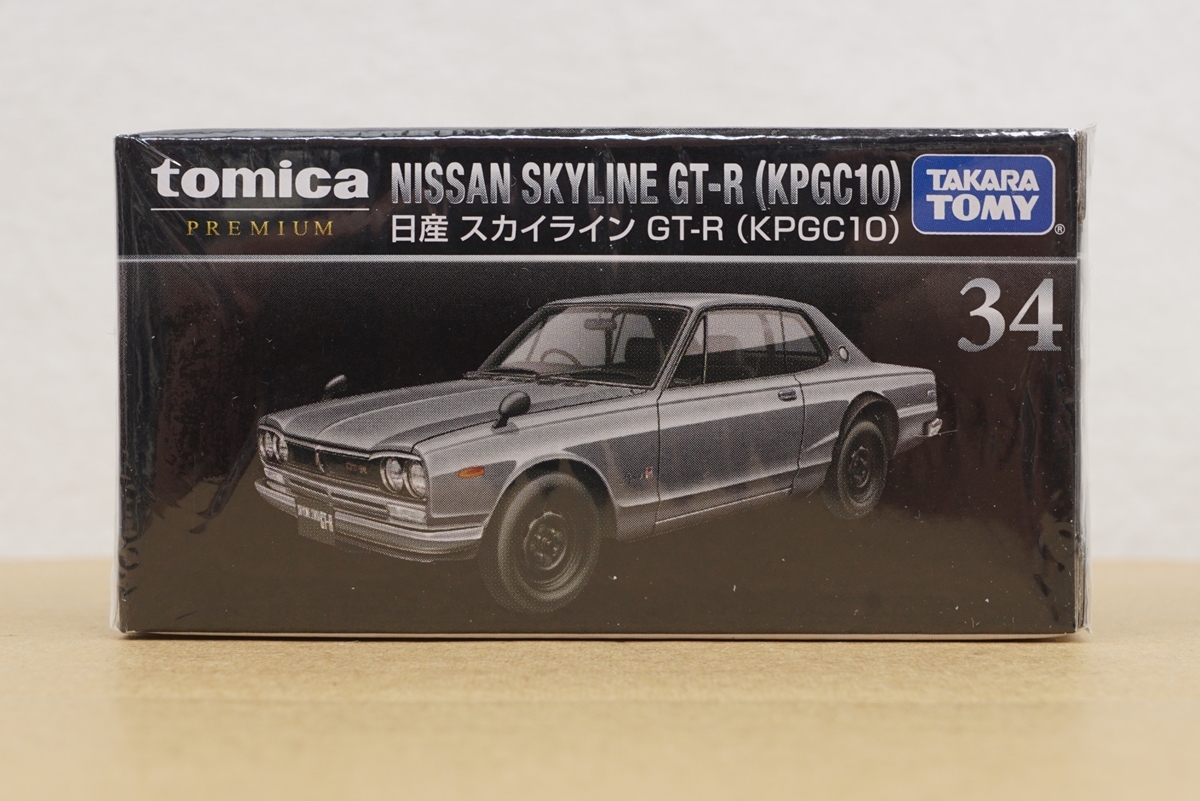 tomica
PREMIUM
NISSAN SKYLINE GT-R (KPGC10)
日産 スカイライン GT-R (KPGC10)
TAKARA
TOMY
®
34
GT-R